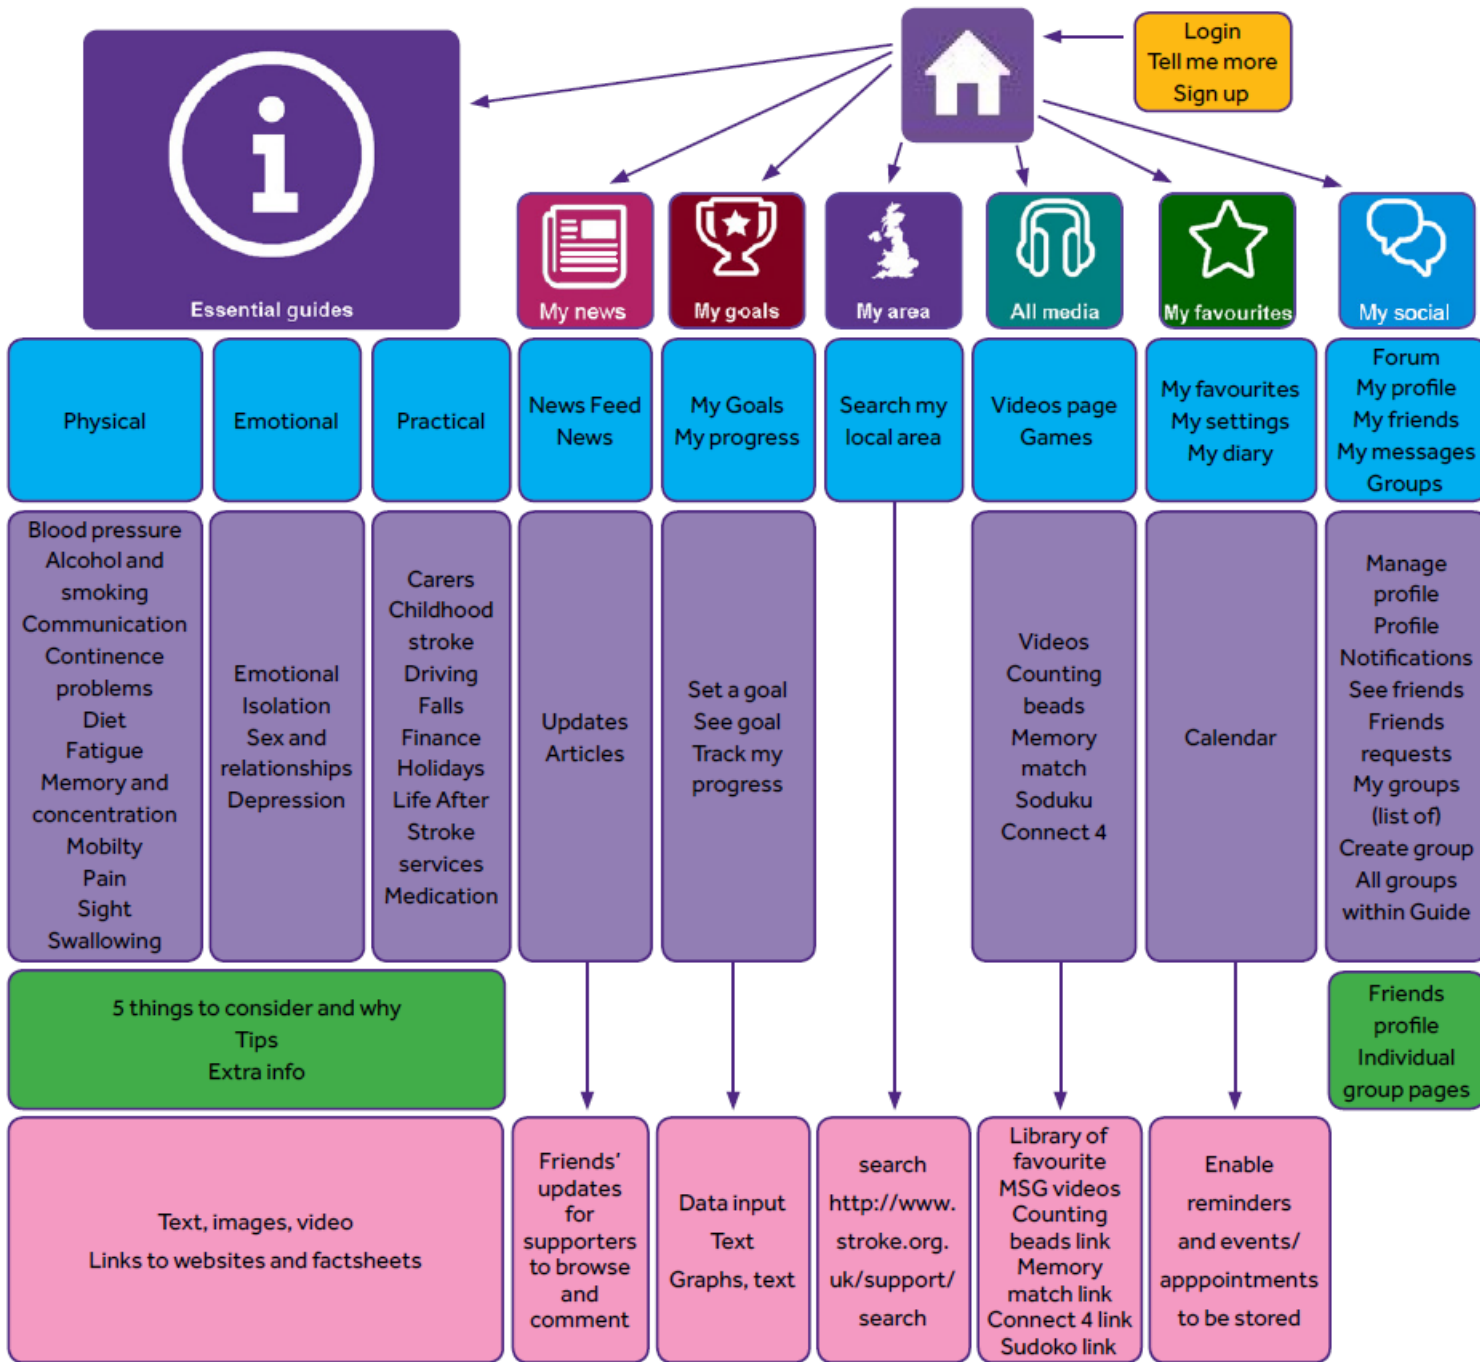 Login
Tell me more
Sign up
Essential guides
My news
My goals
My area
All media
My favourites
My social
Physical
Emotional
Practical
News Feed
News
My Goals
My progress
Search my
local area
Videos page
Games
My favourites
My settings
My diary
Forum
My profile
My friends
My messages
Groups
Blood pressure
Alcohol and
smoking
Communication
Continence
problems
Diet
Fatigue
Memory and
concentration
Mobilty
Pain
Sight
Swallowing
Emotional
Isolation
Sex and
relationships
Depression
Carers
Childhood
stroke
Driving
Falls
Finance
Holidays
Life After
Stroke
services
Medication
Updates
Articles
Set a goal
See goal
Track my
progress
Videos
Counting
beads
Memory
match
Soduku
Connect 4
Calendar
Manage
profile
Profile
Notifications
See friends
Friends
requests
My groups
(list of)
Create group
All groups
within Guide
5 things to consider and why
Tips
Extra info
Friends
profile
Individual
group pages
Text, images, video
Links to websites and factsheets
Friends’
updates
for
supporters
to browse
and
comment
Data input
Text
Graphs, text
search
http://www.
stroke.org.
uk/support/
search
Library of
favourite
MSG videos
Counting
beads link
Memory
match link
Connect 4 link
Sudoko link
Enable
reminders
and events/
apppointments
to be stored